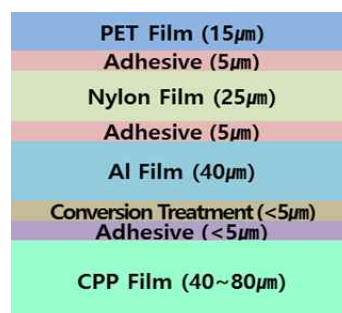 PET Film (15㎛)
Adhesive (5㎛)
Nylon Film (25㎛)
Adhesive (5㎛)
Al Film (40㎛)
Conversion Treatment (<5㎛)
Adhesive (<5㎛)
CPP Film (40~80㎛)